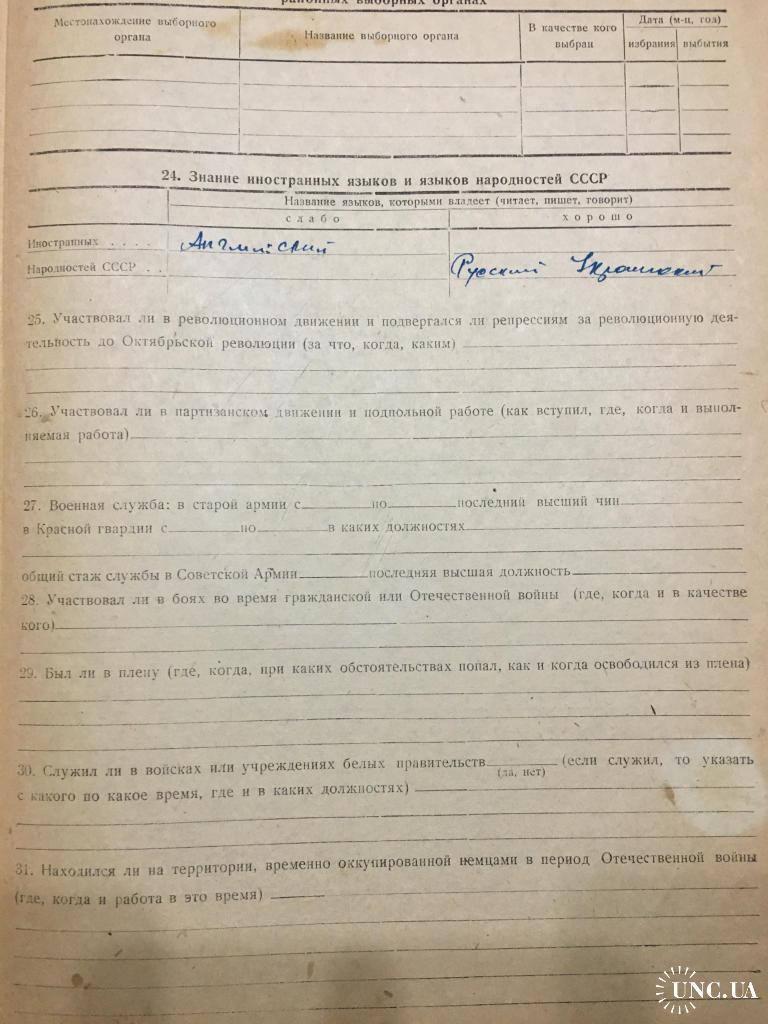 районных выборных органах
Местонахождение выборного органа
Название выборного органа
В качестве кого выбран
Дата (м-ц, год)
избрания
выбытия
24. Знание иностранных языков и языков народностей СССР
Название языков, которыми владеет (читает, пишет, говорит)
слабо
хорошо
Иностранных . . . . Английский
Народностей СССР . . Русский Украинский
25. Участвовал ли в революционном движении и подвергался ли репрессиям за революционную дея-
тельность до Октябрьской революции (за что, когда, каким)
26. Участвовал ли в партизанском движении и подпольной работе (как вступил, где, когда и выпол-
няемая работа)
27. Военная служба: в старой армии с по последний высший чин
в Красной гвардии с по в каких должностях
общий стаж службы в Советской Армии последняя высшая должность
28. Участвовал ли в боях во время гражданской или Отечественной войны (где, когда и в качестве
кого)
29. Был ли в плену (где, когда, при каких обстоятельствах попал, как и когда освободился из плена)
30. Служил ли в войсках или учреждениях белых правительств (если служил, то указать
(да, нет)
с какого по какое время, где и в каких должностях)
31. Находился ли на территории, временно оккупированной немцами в период Отечественной войны
(где, когда и работа в это время)
UNC.UA